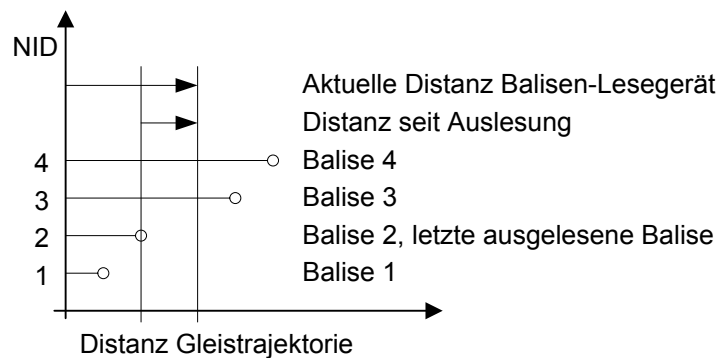 NID
Aktuelle Distanz Balisen-Lesegerät
Distanz seit Auslesung
4 Balise 4
3 Balise 3
2 Balise 2, letzte ausgelesene Balise
1 Balise 1
Distanz Gleistrajektorie